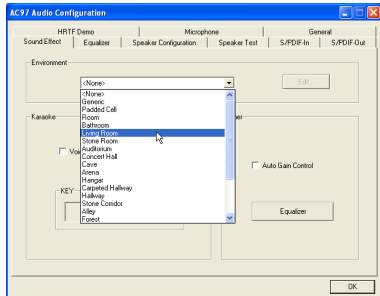 AC97 Audio Configuration
HRTF Demo Microphone General
Sound Effect Equalizer Speaker Configuration Speaker Test S/PDIF-In S/PDIF-Out
Environment
<None> Edit...
<None>
Generic
Padded Cell
Room
Bathroom
Living Room
Stone Room
Auditorium
Concert Hall
Cave
Arena
Hangar
Carpeted Hallway
Hallway
Stone Corridor
Alley
Forest
Karaoke
KEY
Auto Gain Control
Equalizer
OK